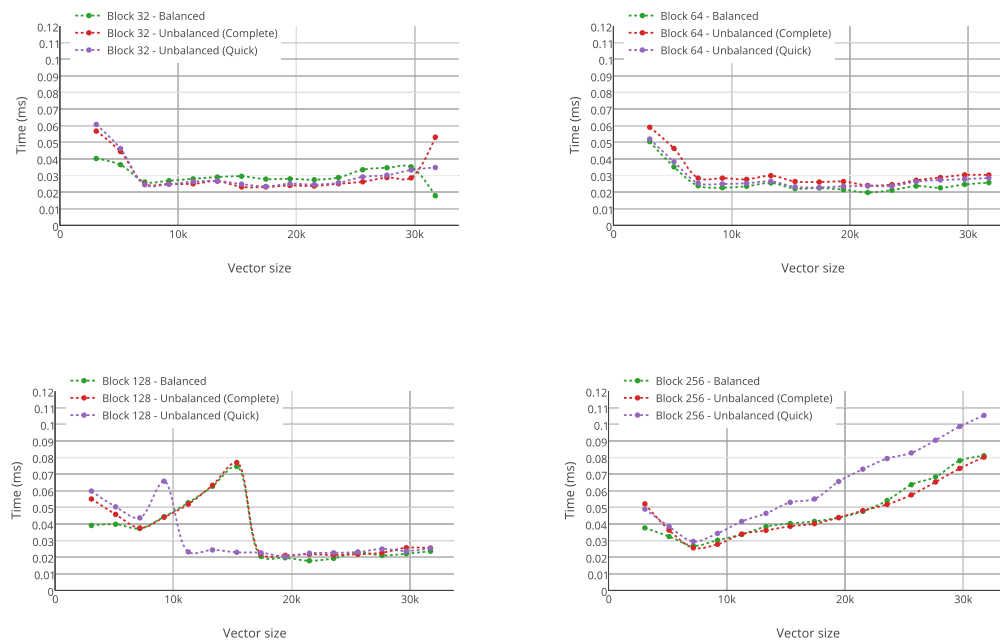 Block 32 - Balanced
Block 32 - Unbalanced (Complete)
Block 32 - Unbalanced (Quick)
0.12
0.11
0.1
0.09
0.08
0.07
0.06
0.05
0.04
0.03
0.02
0.01
0
Time (ms)
0
10k
20k
30k
Vector size
Block 64 - Balanced
Block 64 - Unbalanced (Complete)
Block 64 - Unbalanced (Quick)
0.12
0.11
0.1
0.09
0.08
0.07
0.06
0.05
0.04
0.03
0.02
0.01
0
Time (ms)
0
10k
20k
30k
Vector size
Block 128 - Balanced
Block 128 - Unbalanced (Complete)
Block 128 - Unbalanced (Quick)
0.12
0.11
0.1
0.09
0.08
0.07
0.06
0.05
0.04
0.03
0.02
0.01
0
Time (ms)
0
10k
20k
30k
Vector size
Block 256 - Balanced
Block 256 - Unbalanced (Complete)
Block 256 - Unbalanced (Quick)
0.12
0.11
0.1
0.09
0.08
0.07
0.06
0.05
0.04
0.03
0.02
0.01
0
Time (ms)
0
10k
20k
30k
Vector size